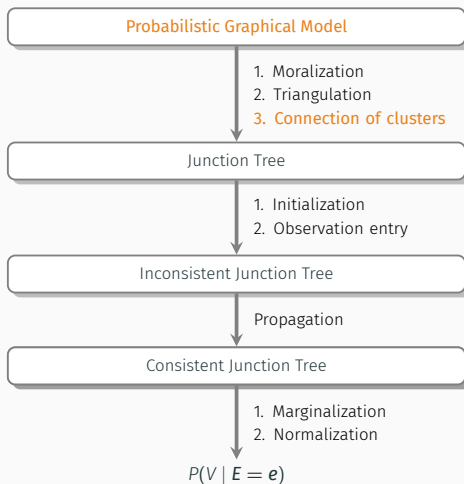 Probabilistic Graphical Model
1. Moralization
2. Triangulation
3. Connection of clusters
Junction Tree
1. Initialization
2. Observation entry
Inconsistent Junction Tree
Propagation
Consistent Junction Tree
1. Marginalization
2. Normalization
P(V | E = e)